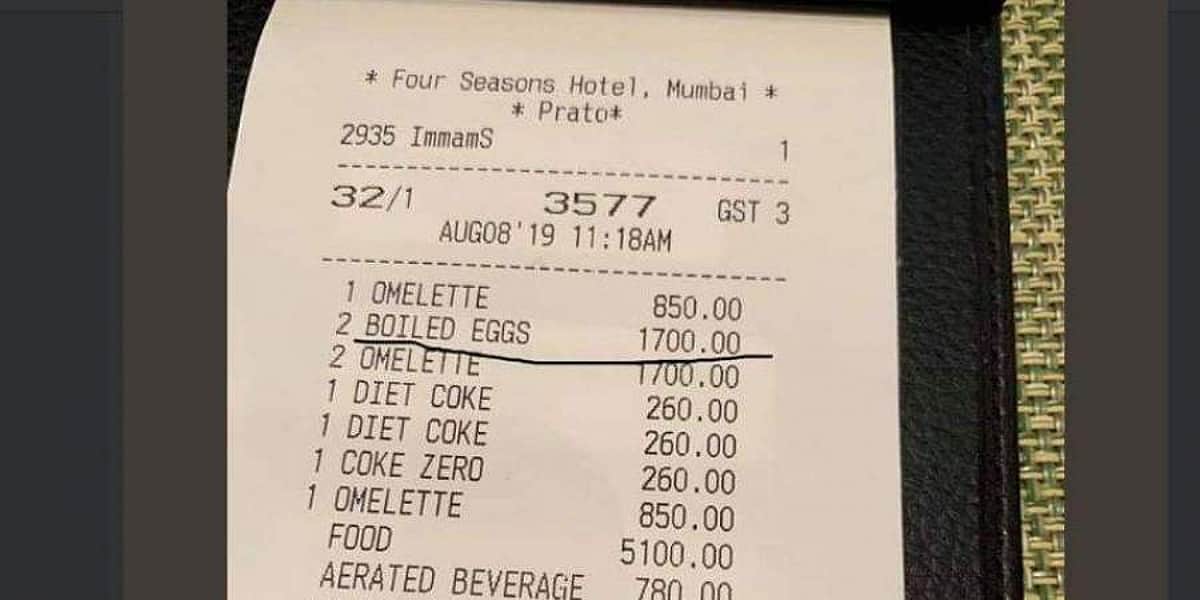 * Four Seasons Hotel, Mumbai *
* Prato*
2935 ImmamS 1
32/1 3577 GST 3
AUG08'19 11:18AM
1 OMELETTE 850.00
2 BOILED EGGS 1700.00
2 OMELETTE 1700.00
1 DIET COKE 260.00
1 DIET COKE 260.00
1 COKE ZERO 260.00
1 OMELETTE 850.00
FOOD 5100.00
AERATED BEVERAGE 780.00